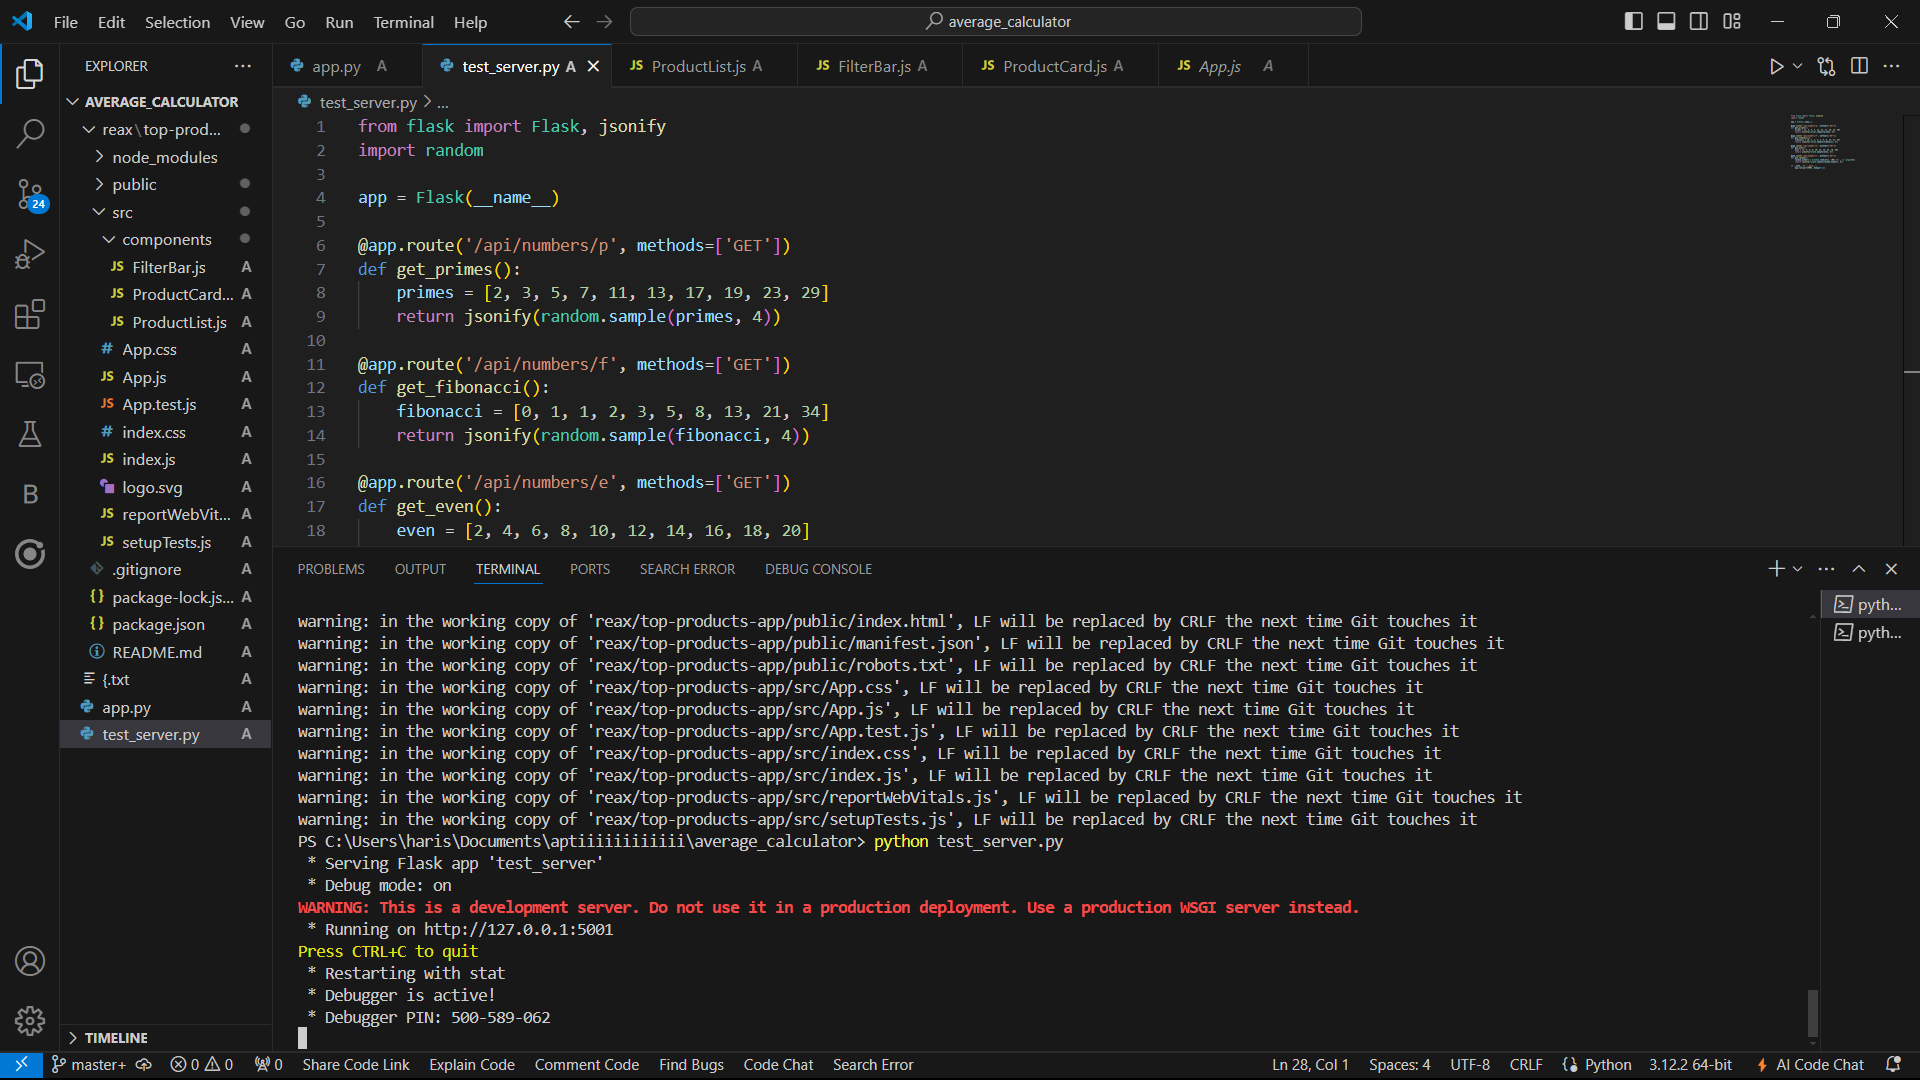 File Edit Selection View Go Run Terminal Help
average_calculator
EXPLORER
AVERAGE_CALCULATOR
reax\top-prod...
node_modules
public
src
components
JS FilterBar.js A
JS ProductCard... A
JS ProductList.js A
# App.css A
JS App.js A
JS App.test.js A
# index.css A
JS index.js A
logo.svg A
JS reportWebVit... A
JS setupTests.js A
.gitignore A
{} package-lock.js... A
{} package.json A
README.md A
{.txt A
app.py A
test_server.py A
TIMELINE
24
B
app.py A
test_server.py A
JS ProductList.js A
JS FilterBar.js A
JS ProductCard.js A
JS App.js A
test_server.py > ...
1 from flask import Flask, jsonify
2 import random
3
4 app = Flask(__name__)
5
6 @app.route('/api/numbers/p', methods=['GET'])
7 def get_primes():
8 primes = [2, 3, 5, 7, 11, 13, 17, 19, 23, 29]
9 return jsonify(random.sample(primes, 4))
10
11 @app.route('/api/numbers/f', methods=['GET'])
12 def get_fibonacci():
13 fibonacci = [0, 1, 1, 2, 3, 5, 8, 13, 21, 34]
14 return jsonify(random.sample(fibonacci, 4))
15
16 @app.route('/api/numbers/e', methods=['GET'])
17 def get_even():
18 even = [2, 4, 6, 8, 10, 12, 14, 16, 18, 20]
PROBLEMS OUTPUT TERMINAL PORTS SEARCH ERROR DEBUG CONSOLE
pyth...
pyth...
warning: in the working copy of 'reax/top-products-app/public/index.html', LF will be replaced by CRLF the next time Git touches it
warning: in the working copy of 'reax/top-products-app/public/manifest.json', LF will be replaced by CRLF the next time Git touches it
warning: in the working copy of 'reax/top-products-app/public/robots.txt', LF will be replaced by CRLF the next time Git touches it
warning: in the working copy of 'reax/top-products-app/src/App.css', LF will be replaced by CRLF the next time Git touches it
warning: in the working copy of 'reax/top-products-app/src/App.js', LF will be replaced by CRLF the next time Git touches it
warning: in the working copy of 'reax/top-products-app/src/App.test.js', LF will be replaced by CRLF the next time Git touches it
warning: in the working copy of 'reax/top-products-app/src/index.css', LF will be replaced by CRLF the next time Git touches it
warning: in the working copy of 'reax/top-products-app/src/index.js', LF will be replaced by CRLF the next time Git touches it
warning: in the working copy of 'reax/top-products-app/src/reportWebVitals.js', LF will be replaced by CRLF the next time Git touches it
warning: in the working copy of 'reax/top-products-app/src/setupTests.js', LF will be replaced by CRLF the next time Git touches it
PS C:\Users\haris\Documents\aptiiiiiiiiiiii\average_calculator> python test_server.py
* Serving Flask app 'test_server'
* Debug mode: on
WARNING: This is a development server. Do not use it in a production deployment. Use a production WSGI server instead.
* Running on http://127.0.0.1:5001
Press CTRL+C to quit
* Restarting with stat
* Debugger is active!
* Debugger PIN: 500-589-062
master+ 0 0 0 Share Code Link Explain Code Comment Code Find Bugs Code Chat Search Error Ln 28, Col 1 Spaces: 4 UTF-8 CRLF Python 3.12.2 64-bit AI Code Chat